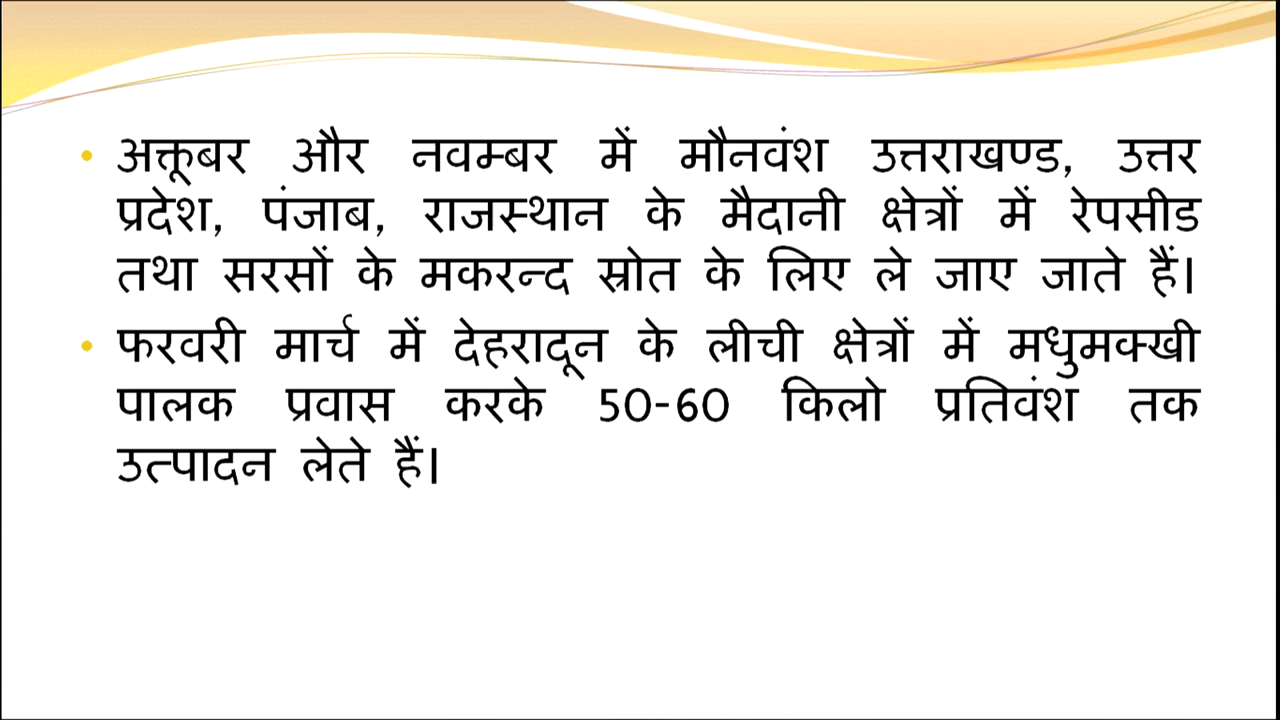 • अक्तूबर और नवम्बर में मौनवंश उत्तराखण्ड, उत्तर
प्रदेश, पंजाब, राजस्थान के मैदानी क्षेत्रों में रेपसीड
तथा सरसों के मकरन्द स्रोत के लिए ले जाए जाते हैं।
• फरवरी मार्च में देहरादून के लीची क्षेत्रों में मधुमक्खी
पालक प्रवास करके 50-60 किलो प्रतिवंश तक
उत्पादन लेते हैं।